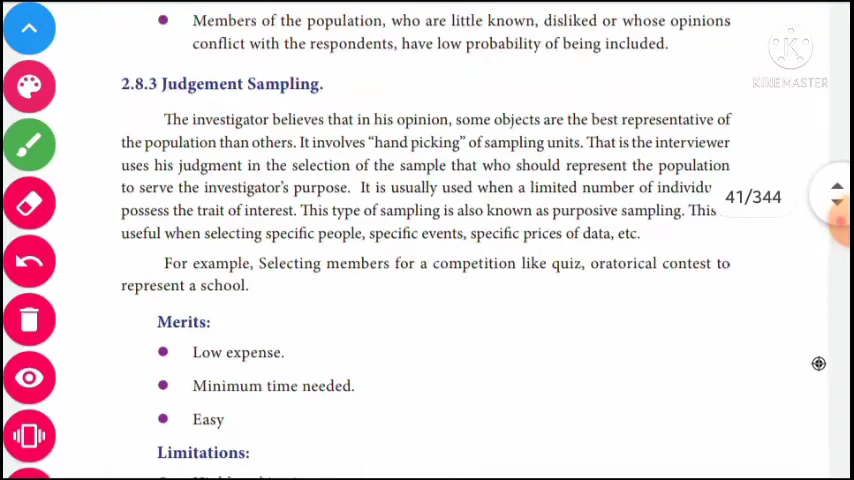 Members of the population, who are little known, disliked or whose opinions
conflict with the respondents, have low probability of being included.
KINEMASTER
2.8.3 Judgement Sampling.
The investigator believes that in his opinion, some objects are the best representative of
the population than others. It involves “hand picking” of sampling units. That is the interviewer
uses his judgment in the selection of the sample that who should represent the population
to serve the investigator's purpose. It is usually used when a limited number of individu
41/344
possess the trait of interest. This type of sampling is also known as purposive sampling. This
useful when selecting specific people, specific events, specific prices of data, etc.
For example, Selecting members for a competition like quiz, oratorical contest to
represent a school.
Merits:
Low expense.
Minimum time needed.
Easy
Limitations: